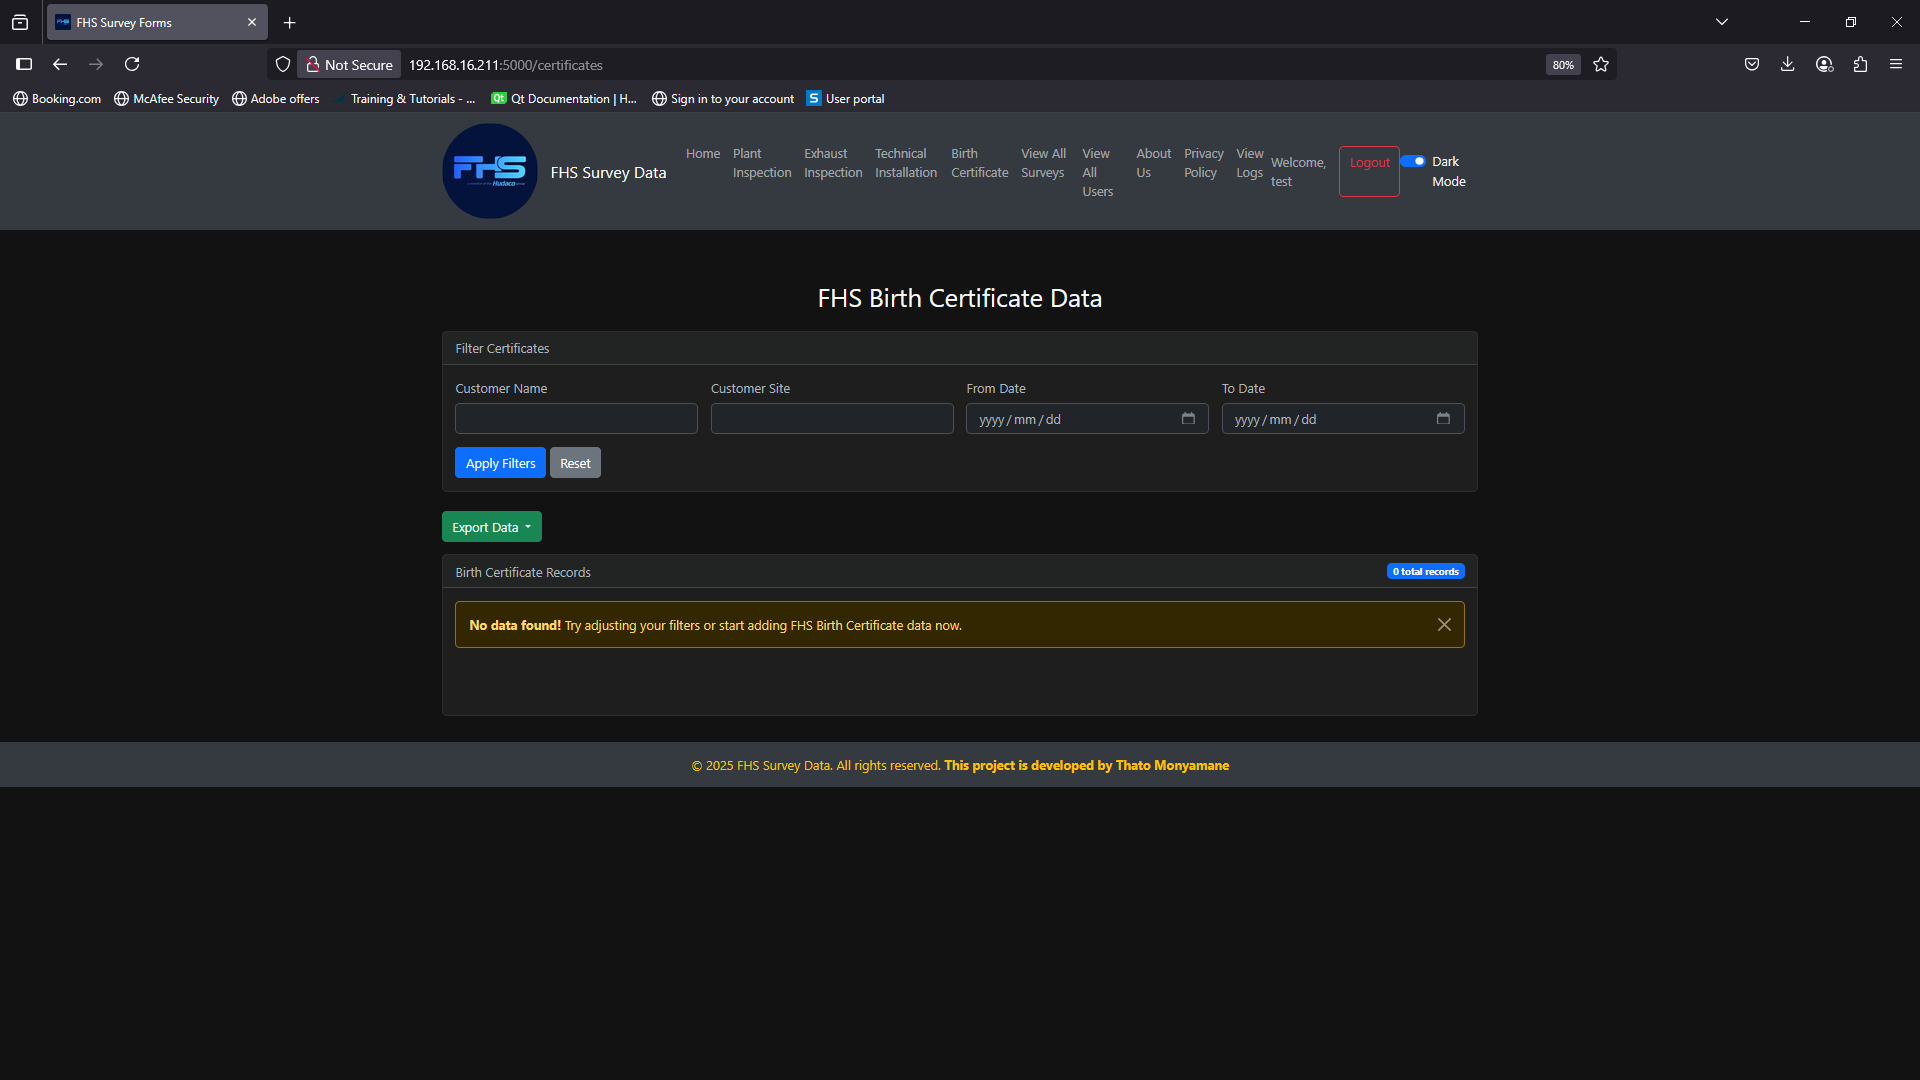 FHS Survey Forms
Not Secure 192.168.16.211:5000/certificates 80%
Booking.com McAfee Security Adobe offers Training & Tutorials - ... Qt Qt Documentation | H... Sign in to your account S User portal
FHS
a member of the Hudaco group
FHS Survey Data
Home
Plant
Inspection
Exhaust
Inspection
Technical
Installation
Birth
Certificate
View All
Surveys
View
All
Users
About
Us
Privacy
Policy
View
Logs
Welcome,
test
Logout
Dark
Mode
FHS Birth Certificate Data
Filter Certificates
Customer Name Customer Site From Date To Date
yyyy/mm/dd yyyy/mm/dd
Apply Filters Reset
Export Data
Birth Certificate Records 0 total records
No data found! Try adjusting your filters or start adding FHS Birth Certificate data now.
© 2025 FHS Survey Data. All rights reserved. This project is developed by Thato Monyamane